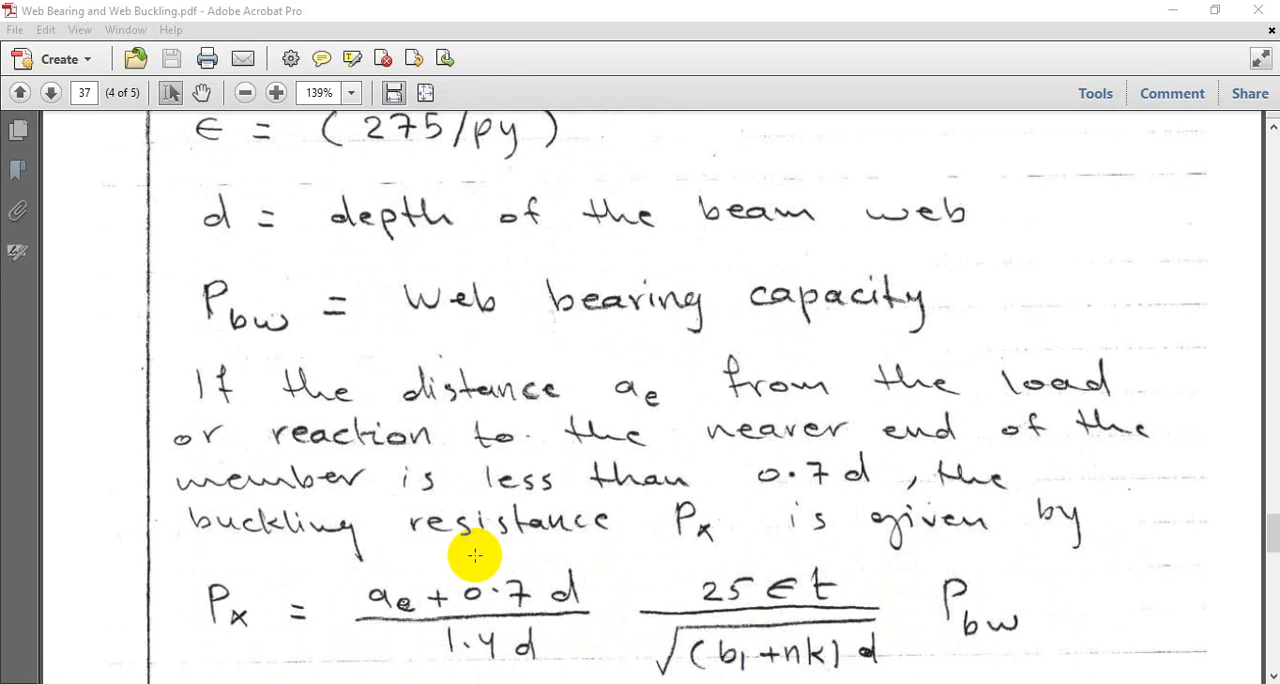 Web Bearing and Web Buckling.pdf - Adobe Acrobat Pro
File Edit View Window Help
Create
37 (4 of 5) 139% Tools Comment Share
ϵ = (275/py)
d = depth of the beam web
Pbw = Web bearing capacity
If the distance ae from the load
or reaction to the nearer end of the
member is less than 0.7d, the
buckling resistance Px is given by
Px = (ae + 0.7 d)/(1.4 d) (25 ϵ t)/(√(b1 + nk) d) Pbw